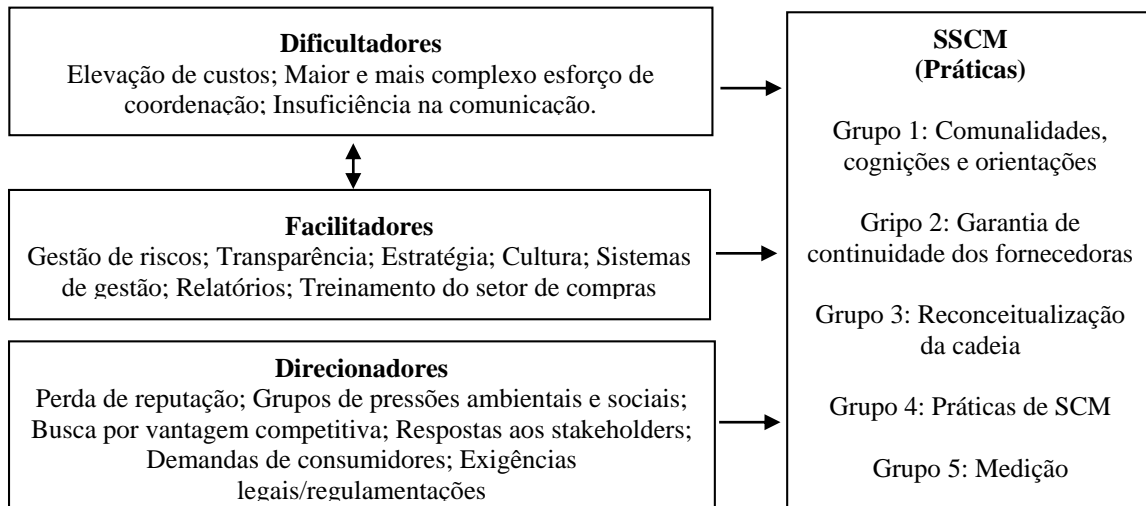 Dificultadores
Elevação de custos; Maior e mais complexo esforço de
coordenação; Insuficiência na comunicação.
Facilitadores
Gestão de riscos; Transparência; Estratégia; Cultura; Sistemas
de gestão; Relatórios; Treinamento do setor de compras
Direcionadores
Perda de reputação; Grupos de pressões ambientais e sociais;
Busca por vantagem competitiva; Respostas aos stakeholders;
Demandas de consumidores; Exigências
legais/regulamentações
SSCM
(Práticas)
Grupo 1: Comunalidades,
cognições e orientações
Gripo 2: Garantia de
continuidade dos fornecedoras
Grupo 3: Reconceitualização
da cadeia
Grupo 4: Práticas de SCM
Grupo 5: Medição